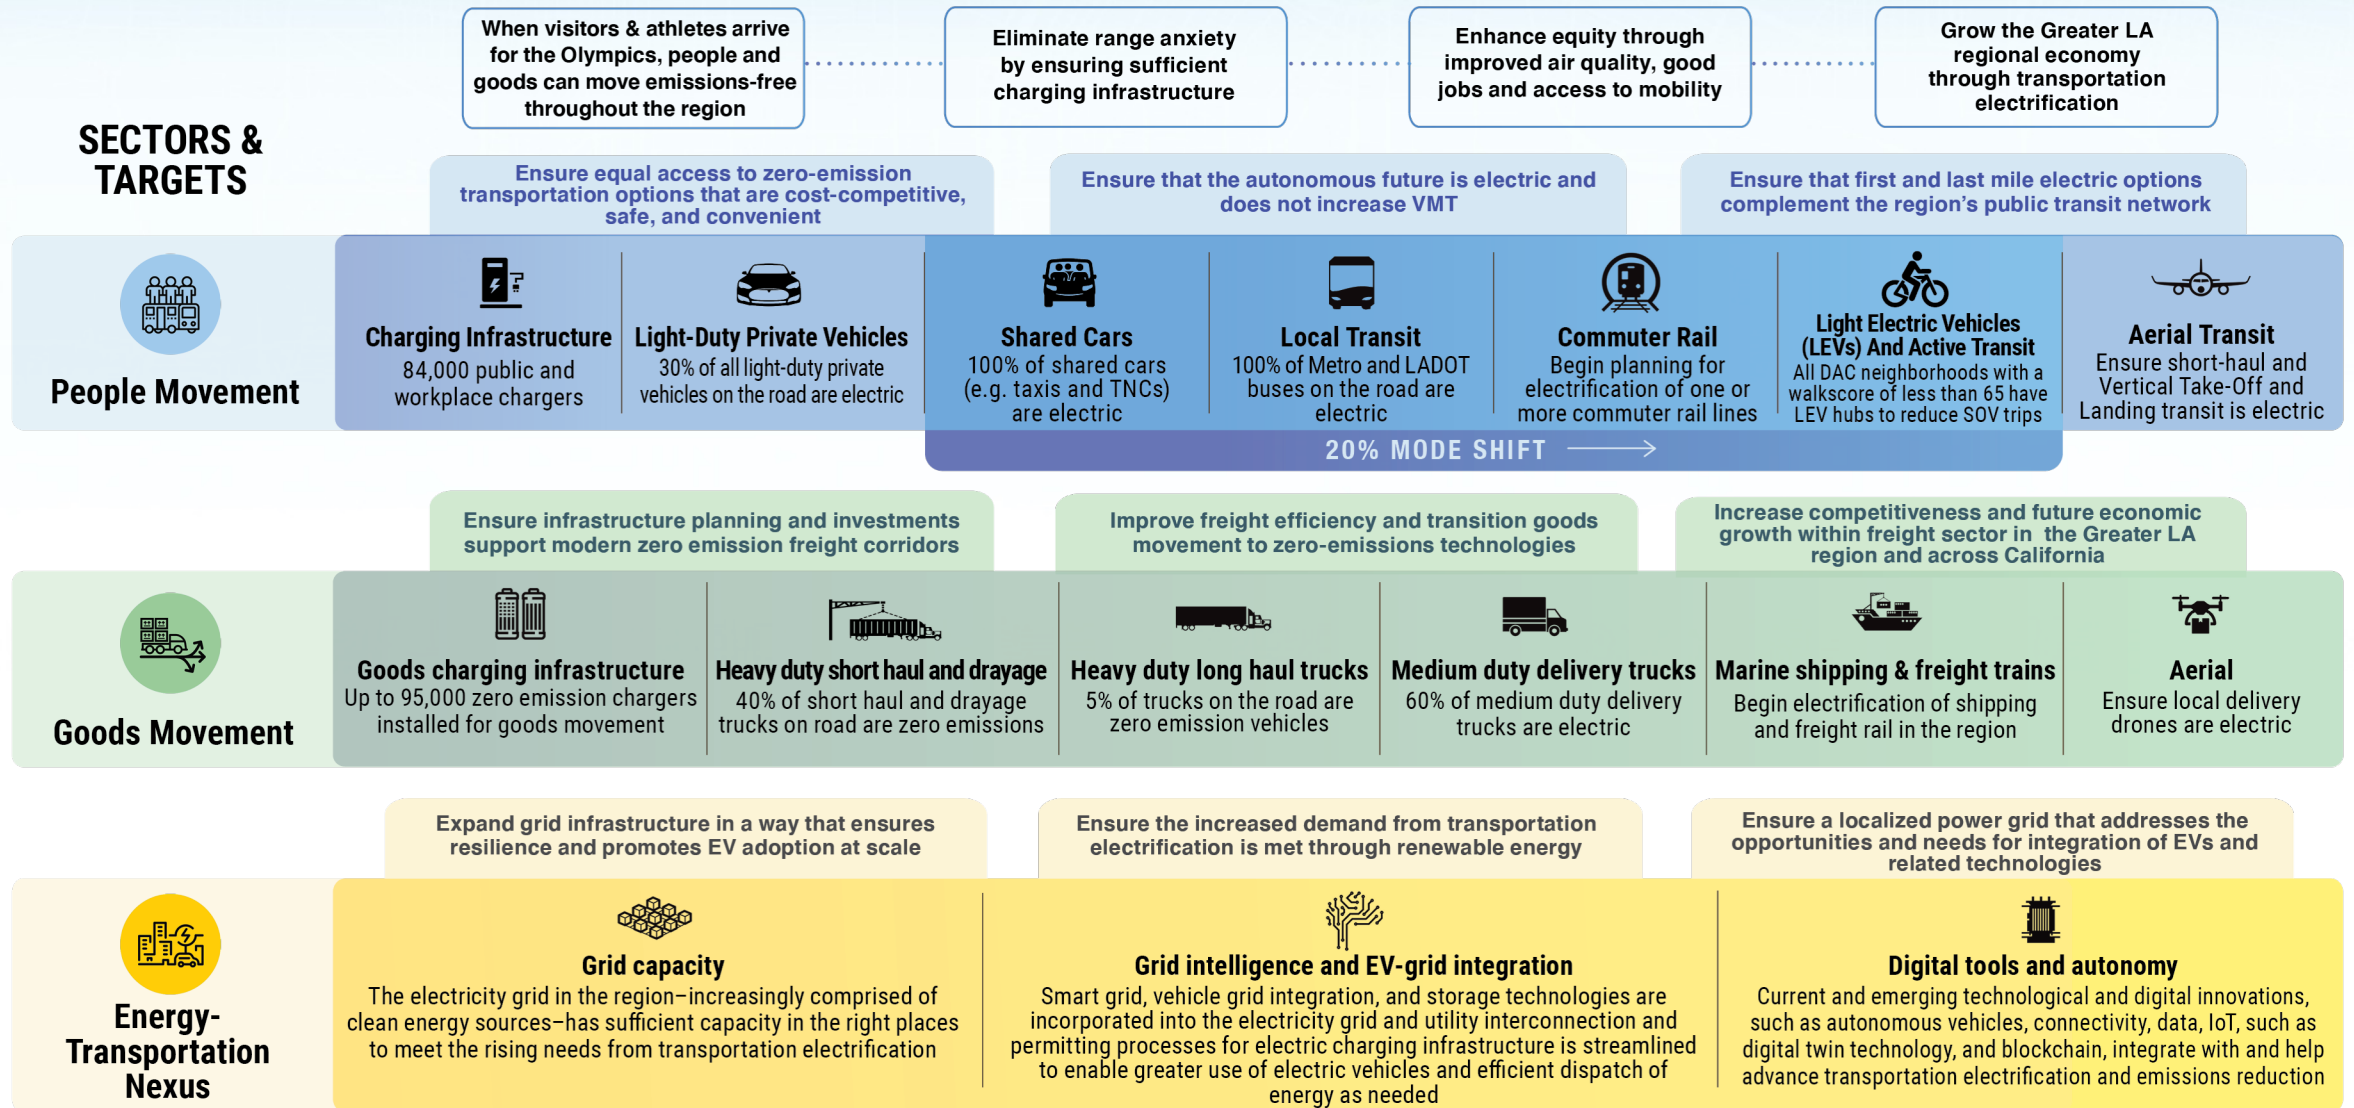 When visitors & athletes arrive
for the Olympics, people and
goods can move emissions-free
throughout the region
Eliminate range anxiety
by ensuring sufficient
charging infrastructure
Enhance equity through
improved air quality, good
jobs and access to mobility
Grow the Greater LA
regional economy
through transportation
electrification
SECTORS &
TARGETS
Ensure equal access to zero-emission
transportation options that are cost-competitive,
safe, and convenient
Ensure that the autonomous future is electric and
does not increase VMT
Ensure that first and last mile electric options
complement the region's public transit network
People Movement
Charging Infrastructure
84,000 public and
workplace chargers
Light-Duty Private Vehicles
30% of all light-duty private
vehicles on the road are electric
Shared Cars
100% of shared cars
(e.g. taxis and TNCs)
are electric
Local Transit
100% of Metro and LADOT
buses on the road are
electric
Commuter Rail
Begin planning for
electrification of one or
more commuter rail lines
Light Electric Vehicles
(LEVs) And Active Transit
All DAC neighborhoods with a
walkscore of less than 65 have
LEV hubs to reduce SOV trips
Aerial Transit
Ensure short-haul and
Vertical Take-Off and
Landing transit is electric
20% MODE SHIFT
Ensure infrastructure planning and investments
support modern zero emission freight corridors
Improve freight efficiency and transition goods
movement to zero-emissions technologies
Increase competitiveness and future economic
growth within freight sector in the Greater LA
region and across California
Goods Movement
Goods charging infrastructure
Up to 95,000 zero emission chargers
installed for goods movement
Heavy duty short haul and drayage
40% of short haul and drayage
trucks on road are zero emissions
Heavy duty long haul trucks
5% of trucks on the road are
zero emission vehicles
Medium duty delivery trucks
60% of medium duty delivery
trucks are electric
Marine shipping & freight trains
Begin electrification of shipping
and freight rail in the region
Aerial
Ensure local delivery
drones are electric
Expand grid infrastructure in a way that ensures
resilience and promotes EV adoption at scale
Ensure the increased demand from transportation
electrification is met through renewable energy
Ensure a localized power grid that addresses the
opportunities and needs for integration of EVs and
related technologies
Energy-
Transportation
Nexus
Grid capacity
The electricity grid in the region–increasingly comprised of
clean energy sources–has sufficient capacity in the right places
to meet the rising needs from transportation electrification
Grid intelligence and EV-grid integration
Smart grid, vehicle grid integration, and storage technologies are
incorporated into the electricity grid and utility interconnection and
permitting processes for electric charging infrastructure is streamlined
to enable greater use of electric vehicles and efficient dispatch of
energy as needed
Digital tools and autonomy
Current and emerging technological and digital innovations,
such as autonomous vehicles, connectivity, data, IoT, such as
digital twin technology, and blockchain, integrate with and help
advance transportation electrification and emissions reduction